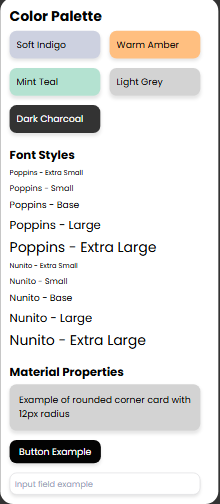 Color Palette
Soft Indigo
Warm Amber
Mint Teal
Light Grey
Dark Charcoal
Font Styles
Poppins - Extra Small
Poppins - Small
Poppins - Base
Poppins - Large
Poppins - Extra Large
Nunito - Extra Small
Nunito - Small
Nunito - Base
Nunito - Large
Nunito - Extra Large
Material Properties
Example of rounded corner card with
12px radius
Button Example
Input field example